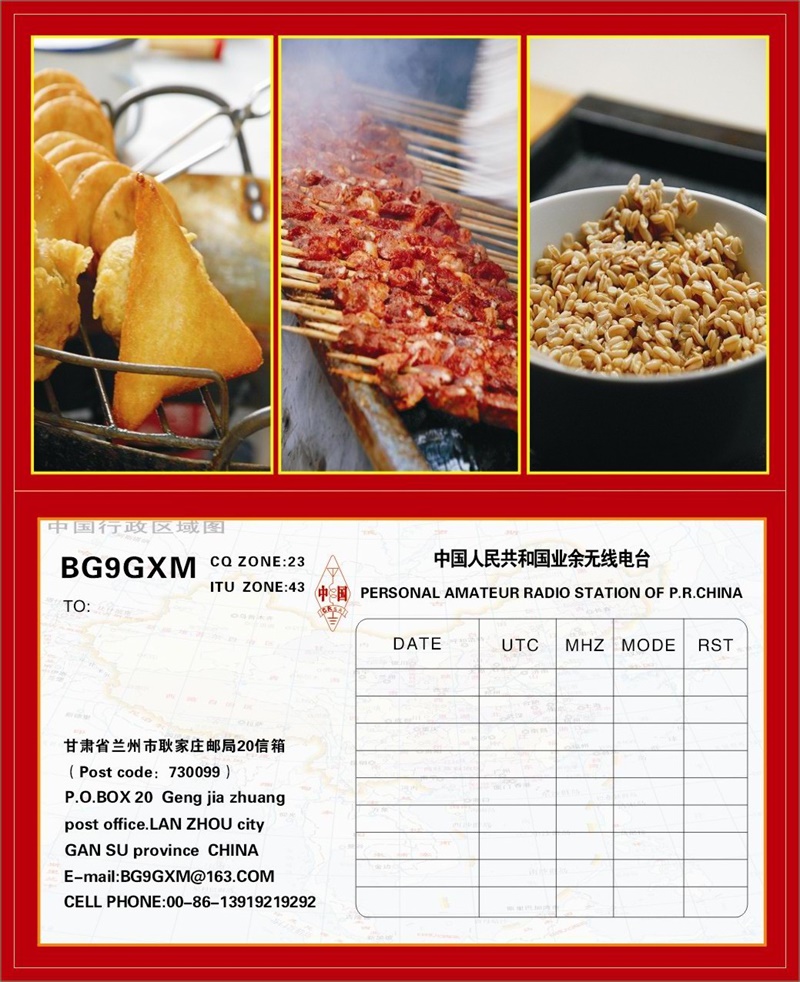 中国行政区域图
BG9GXM
CQ ZONE:23
ITU ZONE:43
TO:
中国
中国人民共和国业余无线电台
PERSONAL AMATEUR RADIO STATION OF P.R.CHINA
DATE UTC MHZ MODE RST
甘肃省兰州市耿家庄邮局20信箱
(Post code: 730099)
P.O.BOX 20 Geng jia zhuang
post office.LAN ZHOU city
GAN SU province CHINA
E-mail:BG9GXM@163.COM
CELL PHONE:00-86-13919219292